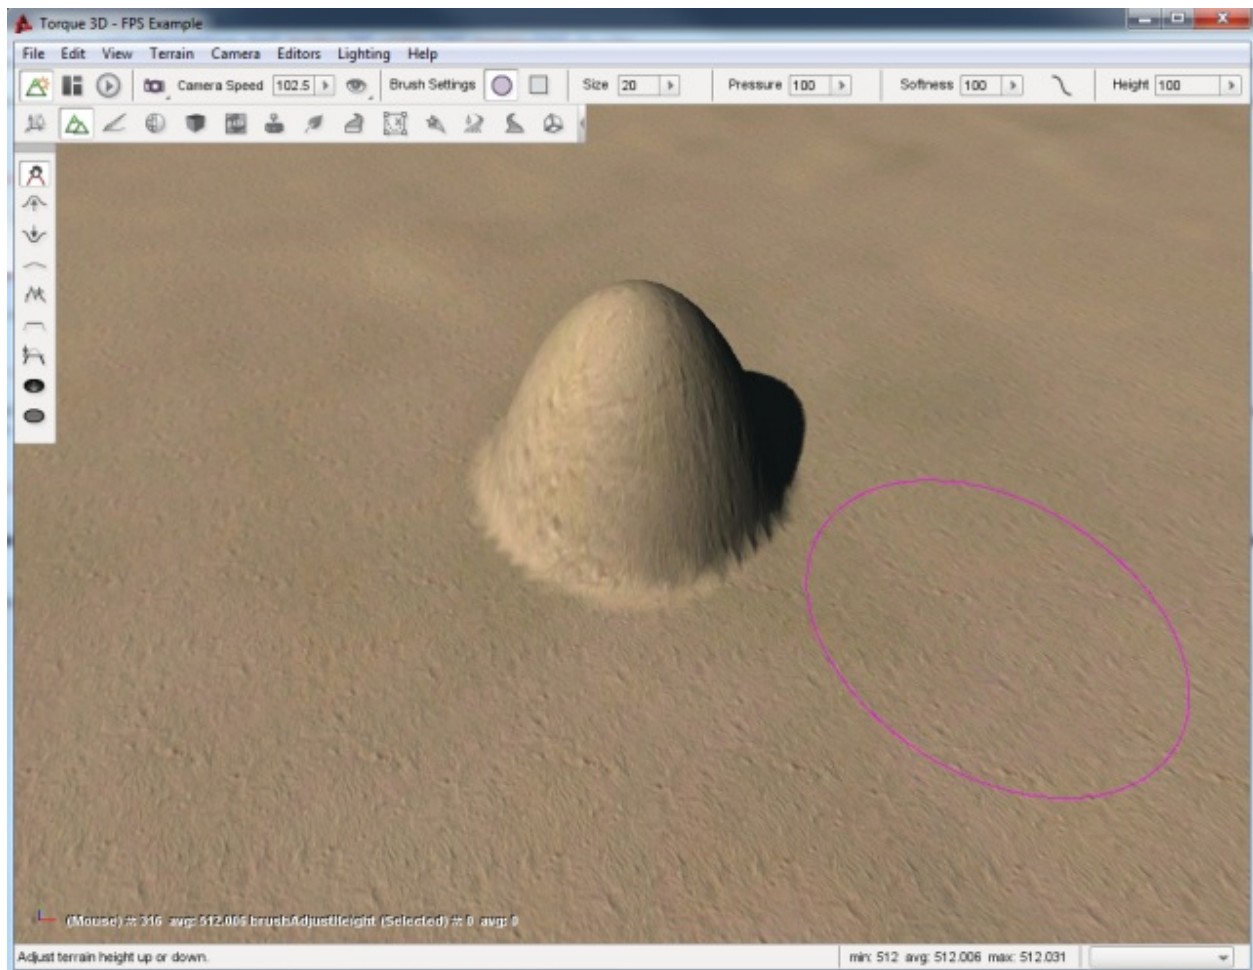 Torque 3D - FPS Example
File Edit View Terrain Camera Editors Lighting Help
Camera Speed 102.5 Brush Settings Size 20 Pressure 100 Softness 100 Height 100
(Mouse) #: 316 avg: 512.006 brushAdjustHeight (Selected) #: 0 avg: 0
Adjust terrain height up or down. min: 512 avg: 512.006 max: 512.031